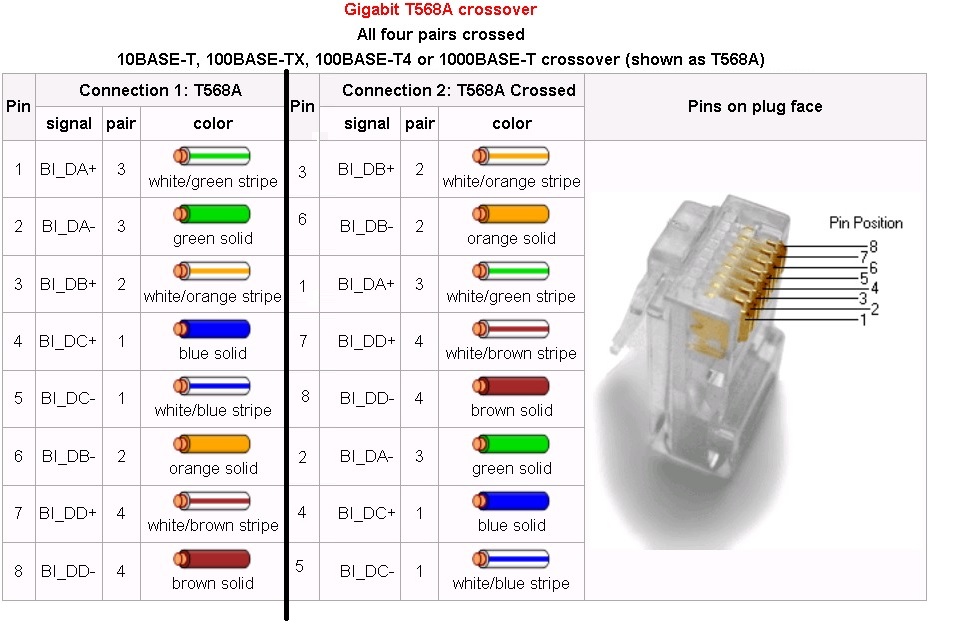 Gigabit T568A crossover
All four pairs crossed
10BASE-T, 100BASE-TX, 100BASE-T4 or 1000BASE-T crossover (shown as T568A)
Pin Connection 1: T568A Pin Connection 2: T568A Crossed Pins on plug face
signal pair color signal pair color
1 BI_DA+ 3 white/green stripe 3 BI_DB+ 2 white/orange stripe
2 BI_DA- 3 green solid 6 BI_DB- 2 orange solid
3 BI_DB+ 2 white/orange stripe 1 BI_DA+ 3 white/green stripe
4 BI_DC+ 1 blue solid 7 BI_DD+ 4 white/brown stripe
5 BI_DC- 1 white/blue stripe 8 BI_DD- 4 brown solid
6 BI_DB- 2 orange solid 2 BI_DA- 3 green solid
7 BI_DD+ 4 white/brown stripe 4 BI_DC+ 1 blue solid
8 BI_DD- 4 brown solid 5 BI_DC- 1 white/blue stripe
Pin Position
8
7
6
5
4
3
2
1